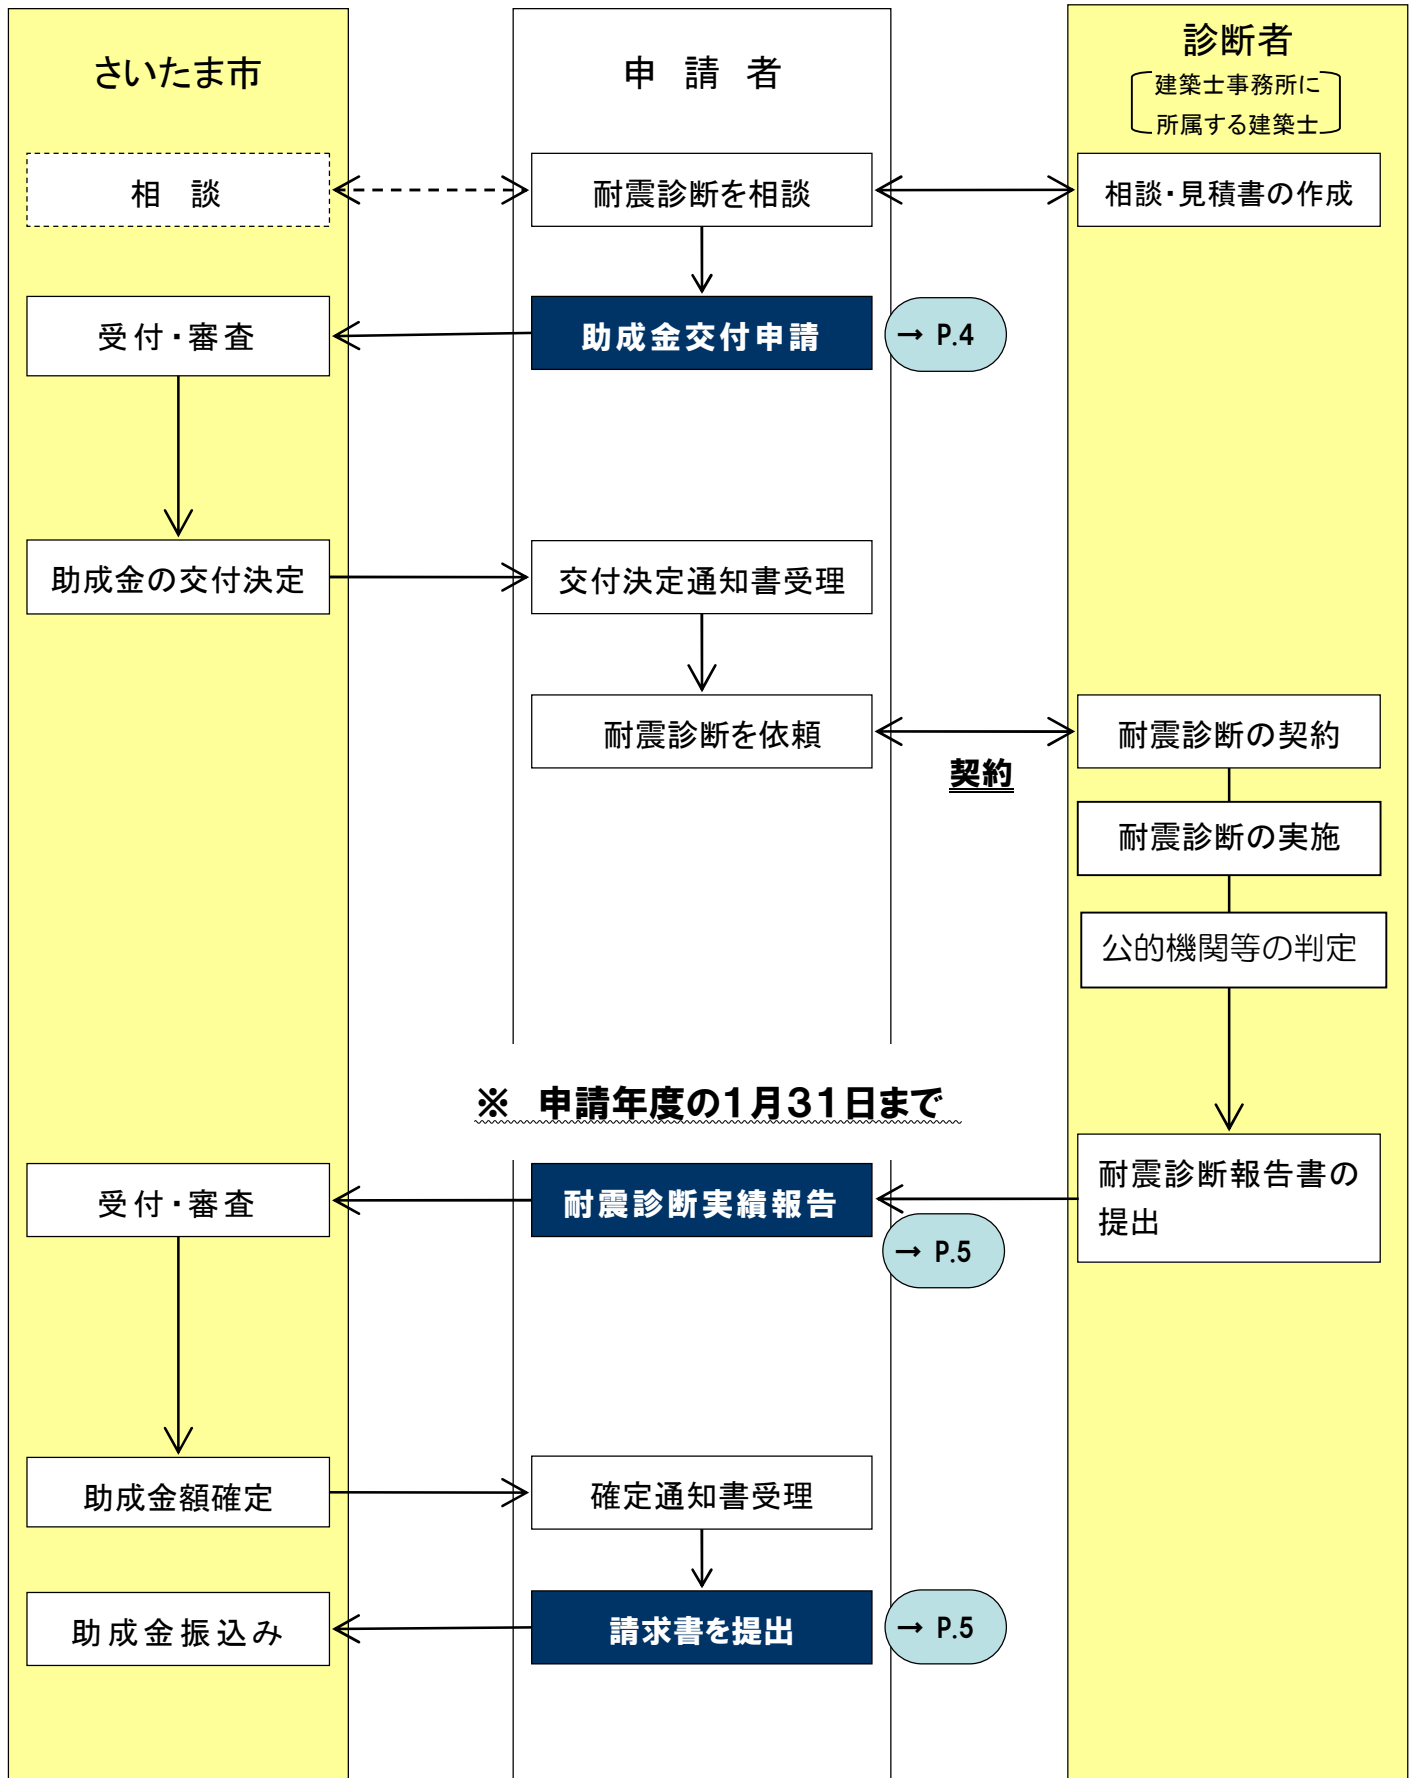 さいたま市
申 請 者
診断者
建築士事務所に
所属する建築士
相 談
耐震診断を相談
相談・見積書の作成
受付・審査
助成金交付申請
→ P.4
助成金の交付決定
交付決定通知書受理
耐震診断を依頼
契約
耐震診断の契約
耐震診断の実施
公的機関等の判定
※ 申請年度の1月31日まで
受付・審査
耐震診断実績報告
→ P.5
耐震診断報告書の
提出
助成金額確定
確定通知書受理
助成金振込み
請求書を提出
→ P.5